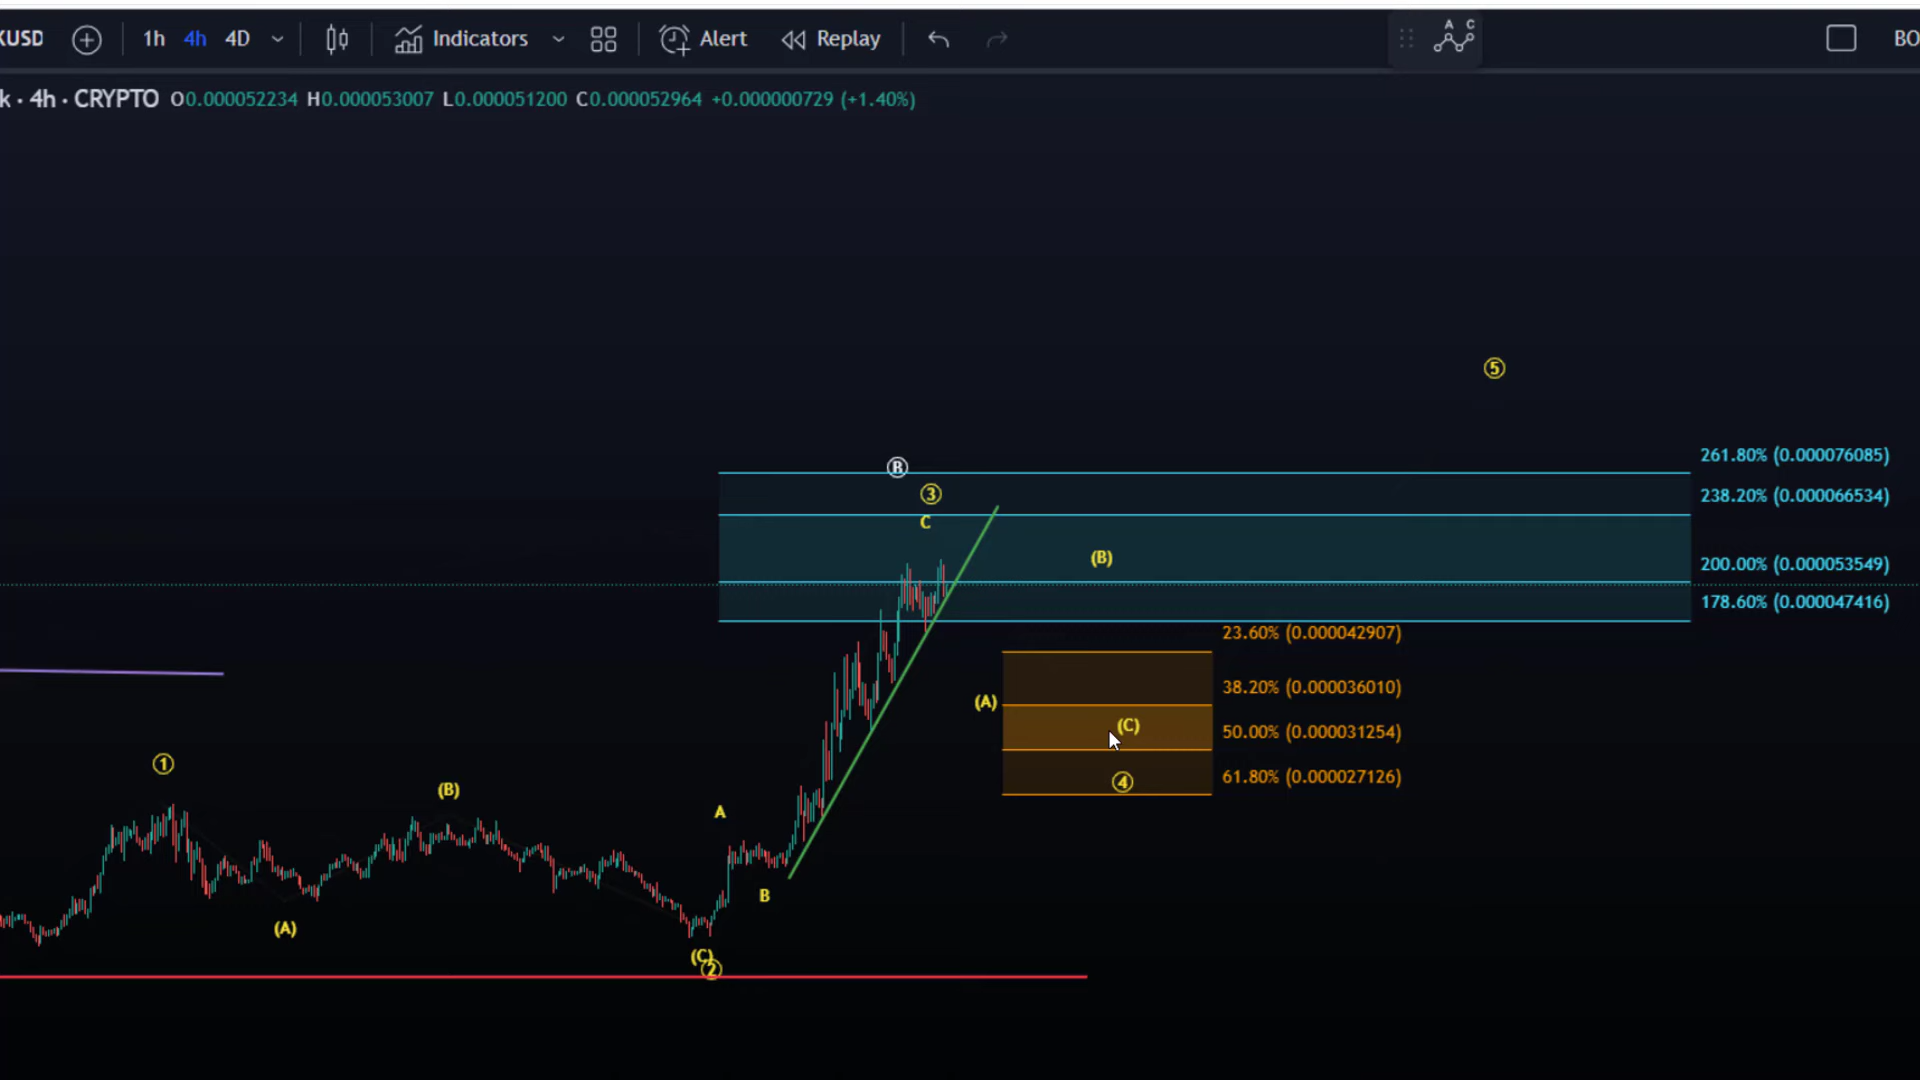 KUSD 1h 4h 4D Indicators Alert Replay A C BO
k · 4h · CRYPTO O0.000052234 H0.000053007 L0.000051200 C0.000052964 +0.000000729 (+1.40%)
⑤
261.80% (0.000076085)
B
③
238.20% (0.000066534)
C
(B)
200.00% (0.000053549)
178.60% (0.000047416)
23.60% (0.000042907)
38.20% (0.000036010)
(A)
(C)
50.00% (0.000031254)
①
61.80% (0.000027126)
④
(B)
A
B
(A)
(C)
②